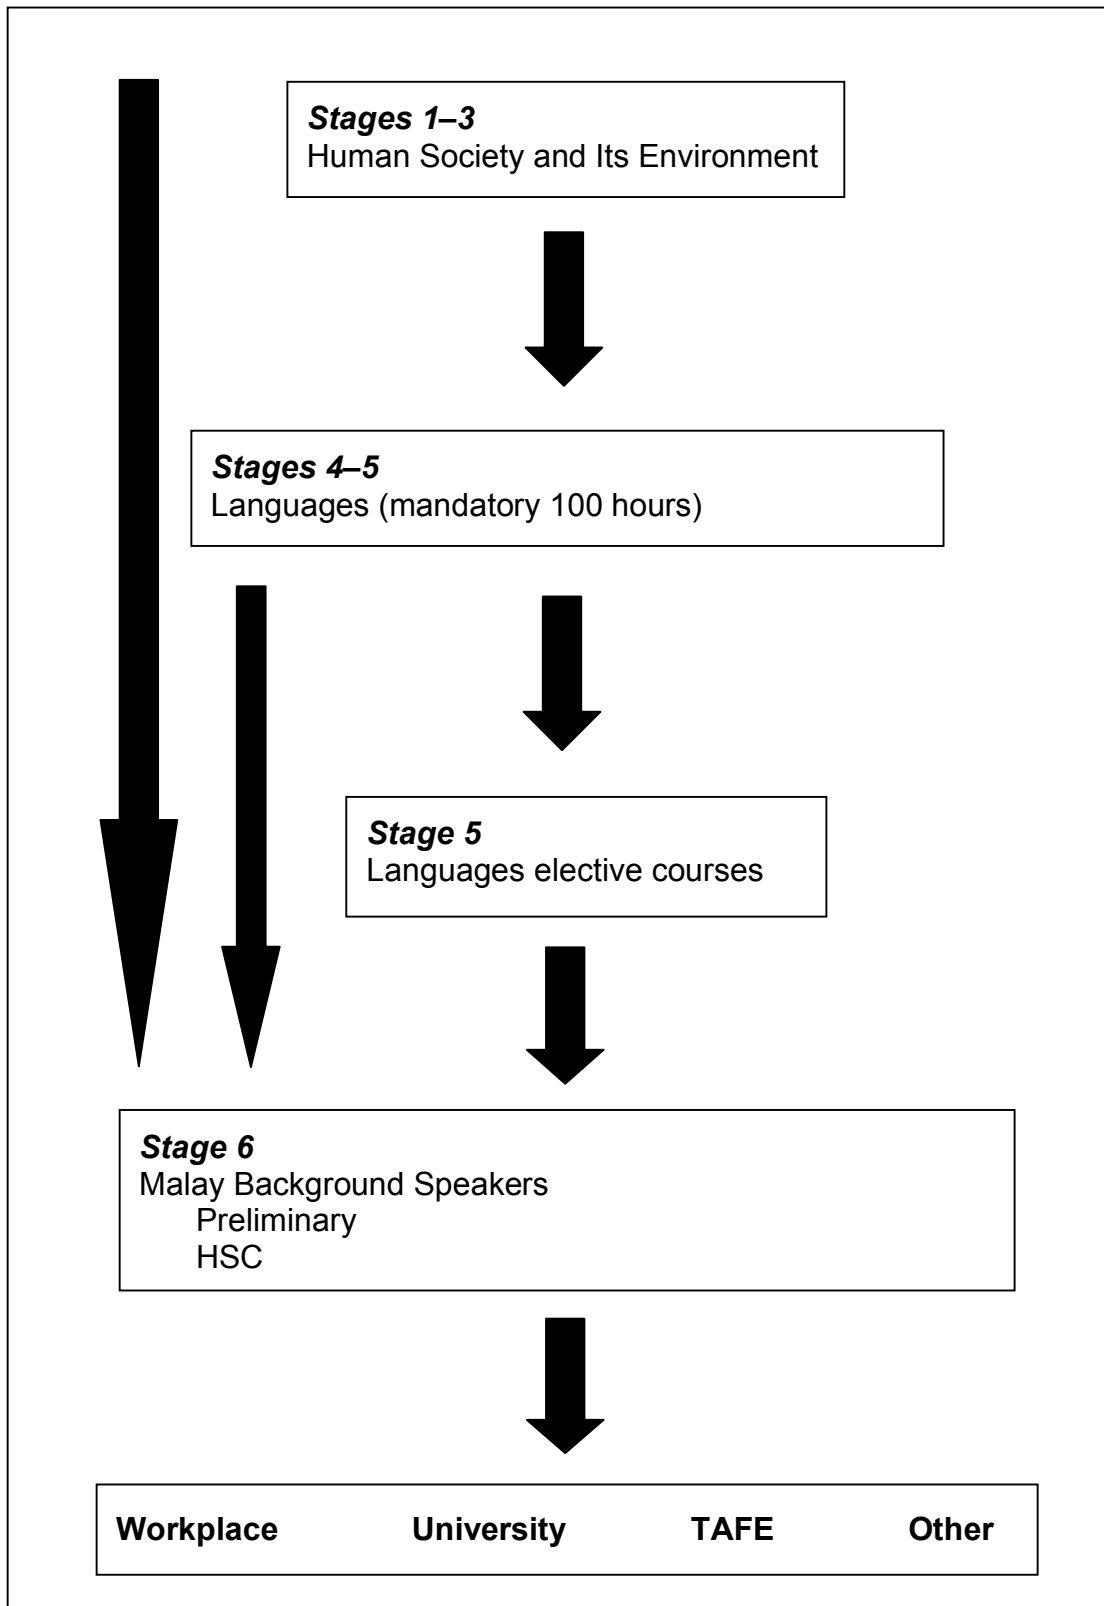 Stages 1–3
Human Society and Its Environment
Stages 4–5
Languages (mandatory 100 hours)
Stage 5
Languages elective courses
Stage 6
Malay Background Speakers
Preliminary
HSC
Workplace University TAFE Other